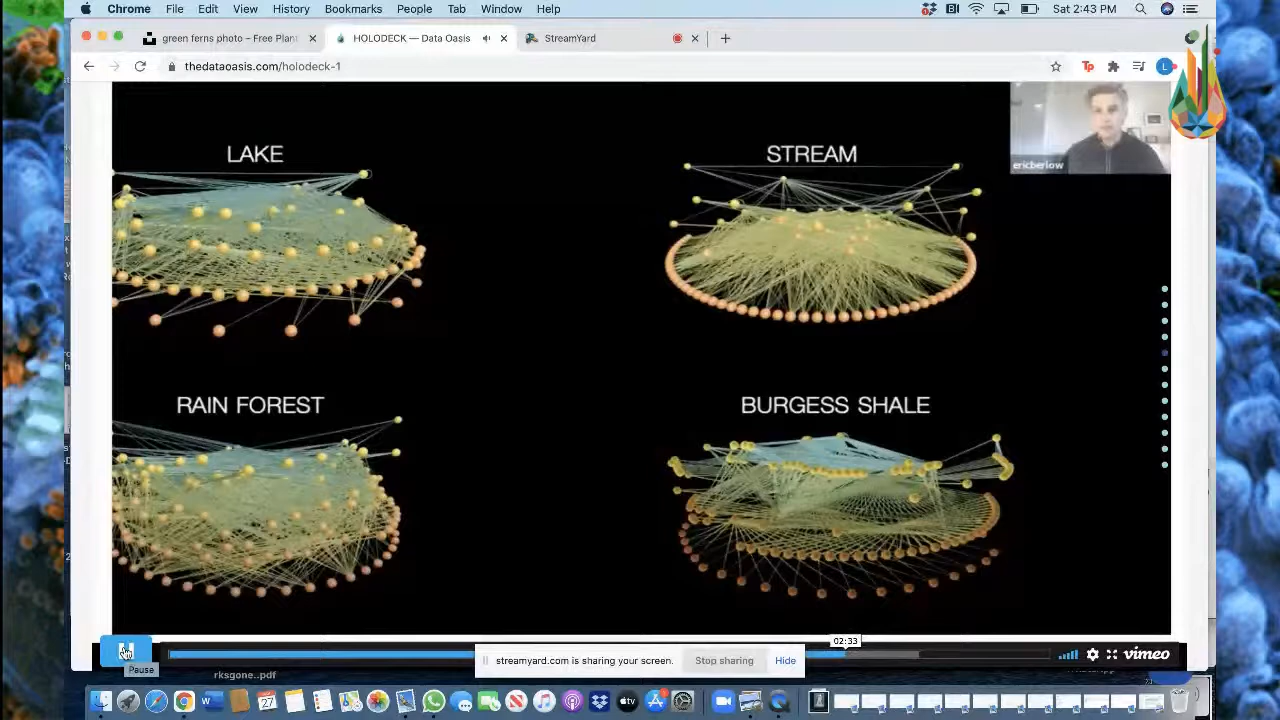 Chrome File Edit View History Bookmarks People Tab Window Help
Sat 2:43 PM
green ferns photo – Free Plant
HOLODECK — Data Oasis
StreamYard
thedataoasis.com/holodeck-1
Tp
L
LAKE
STREAM
ericberlow
RAIN FOREST
BURGESS SHALE
02:33
Pause
streamyard.com is sharing your screen.
Stop sharing
Hide
vimeo
rksgone..pdf